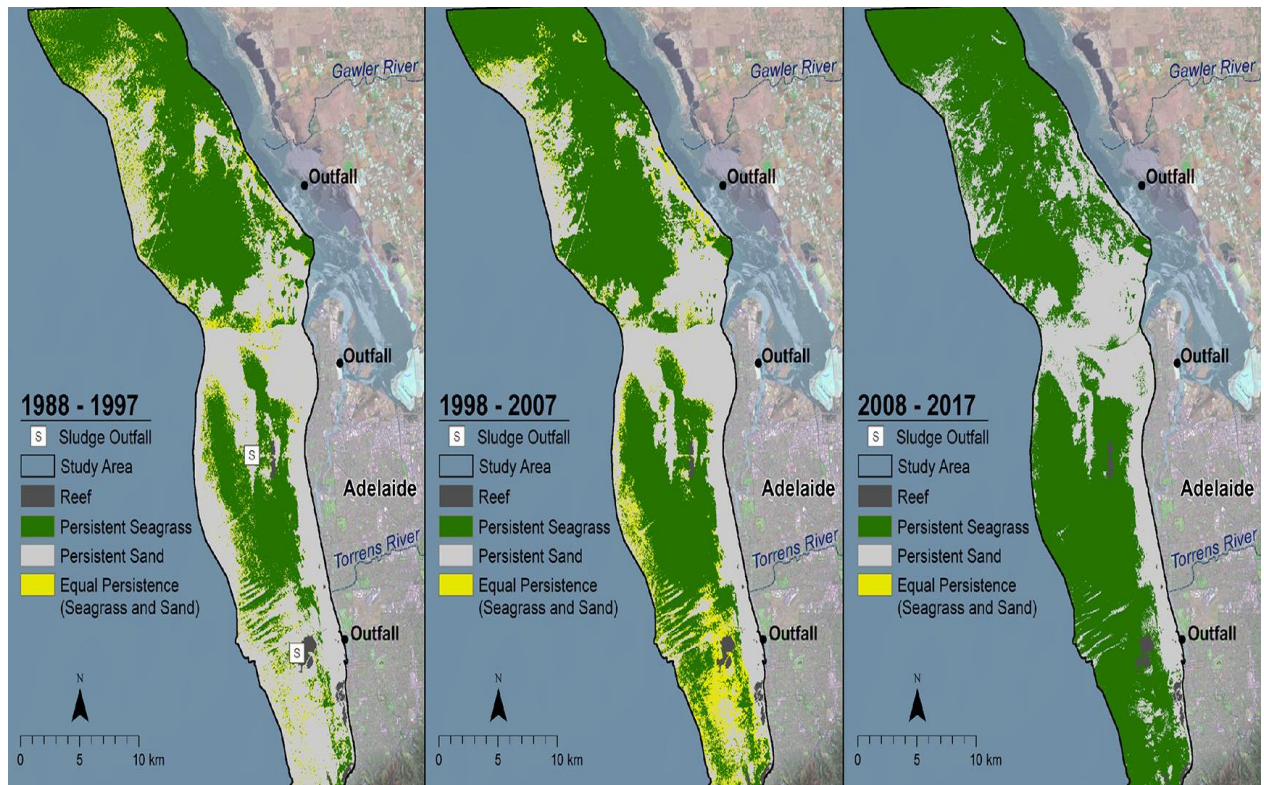 Gawler River
Outfall
Outfall
1988 - 1997
S Sludge Outfall
Study Area
Reef
Persistent Seagrass
Persistent Sand
Equal Persistence
(Seagrass and Sand)
S
Adelaide
Torrens River
Outfall
S
N
0 5 10 km
Gawler River
Outfall
Outfall
1998 - 2007
S Sludge Outfall
Study Area
Reef
Persistent Seagrass
Persistent Sand
Equal Persistence
(Seagrass and Sand)
Adelaide
Torrens River
Outfall
N
0 5 10 km
Gawler River
Outfall
Outfall
2008 - 2017
S Sludge Outfall
Study Area
Reef
Persistent Seagrass
Persistent Sand
Equal Persistence
(Seagrass and Sand)
Adelaide
Torrens River
Outfall
N
0 5 10 km